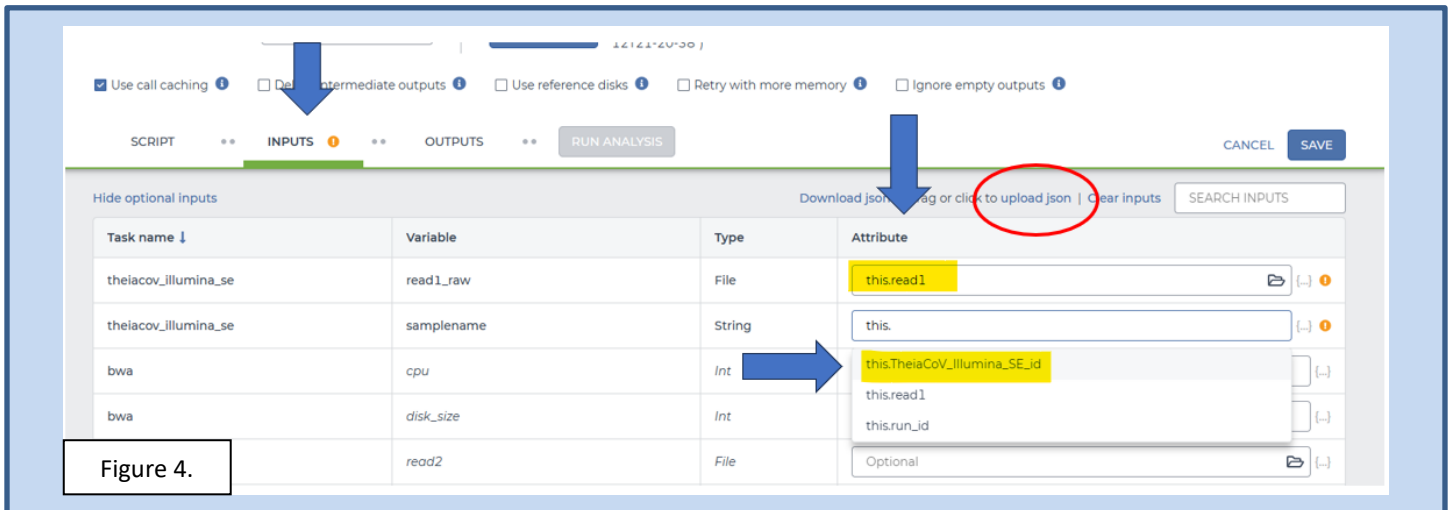 12T21-20-38 )
Use call caching Delete intermediate outputs Use reference disks Retry with more memory Ignore empty outputs
SCRIPT INPUTS OUTPUTS RUN ANALYSIS CANCEL SAVE
Hide optional inputs Download json ag or click to upload json | Clear inputs SEARCH INPUTS
Task name ↓ Variable Type Attribute
theiacov_illumina_se read1_raw File this.read1 {...}
theiacov_illumina_se samplename String this. {...}
bwa cpu Int this.TheiaCoV_Illumina_SE_id {...}
this.read1
bwa disk_size Int this.run_id {...}
read2 File Optional {...}
Figure 4.